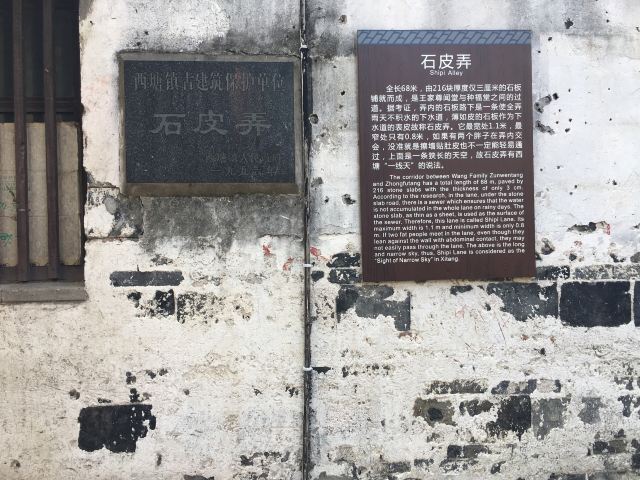 西塘镇古建筑保护单位
石皮弄
石皮弄
Shipi Alley
全长68米，由216块厚度仅三厘米的石板
铺就而成，是王家尊闻堂与种福堂之间的过
道。据考证，弄内的石板路下是一条使全弄
雨天不积水的下水道，薄如皮的石板作为下
水道的表皮故称石皮弄。它最宽处1.1米，最
窄处只有0.8米，如果有两个胖子在弄内交
会，没准就是擦墙贴肚皮也不一定能轻易通
过，上面是一条狭长的天空，故石皮弄有西
塘“一线天”的说法。
The corridor between Wang Family Zunwentang
and Zhongfutang has a total length of 68 m, paved by
216 stone slabs with the thickness of only 3 cm.
According to the research, in the lane, under the stone
slab road, there is a sewer which ensures that the water
is not accumulated in the whole lane on rainy days. The
stone slab, as thin as a sheet, is used as the surface of
the sewer. Therefore, this lane is called Shipi Lane. Its
maximum width is 1.1 m and minimum width is only 0.8
m. If two fat people meet in the lane, even though they
lean against the wall with abdominal contact, they may
not easily pass through the lane. The above is the long
and narrow sky, thus, Shipi Lane is considered as the
"Sight of Narrow Sky" in Xitang.